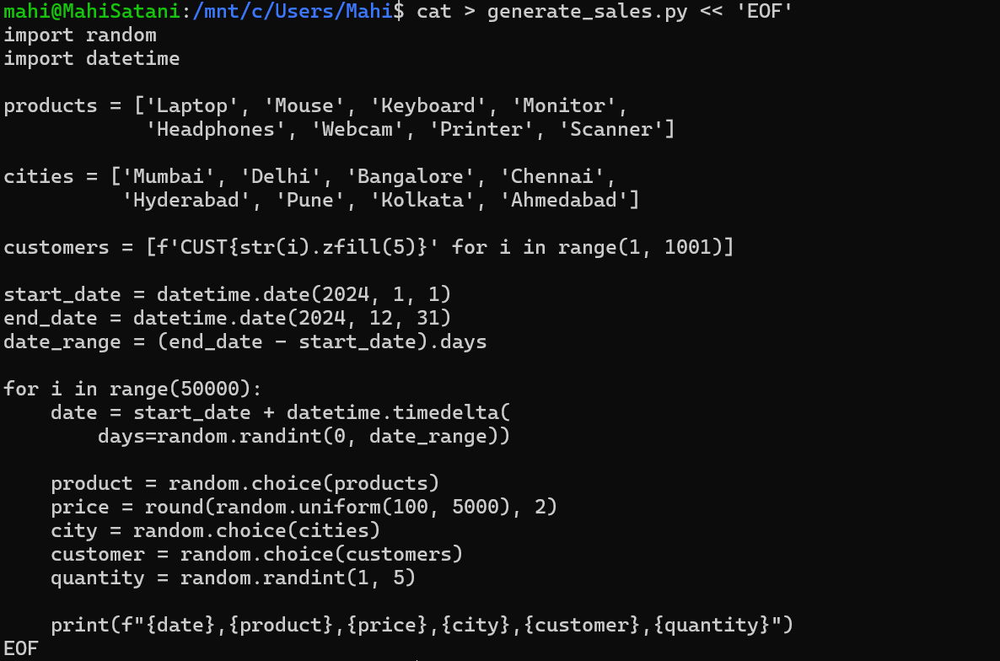 mahi@MahiSatani:/mnt/c/Users/Mahi$ cat > generate_sales.py << 'EOF'
import random
import datetime

products = ['Laptop', 'Mouse', 'Keyboard', 'Monitor',
            'Headphones', 'Webcam', 'Printer', 'Scanner']

cities = ['Mumbai', 'Delhi', 'Bangalore', 'Chennai',
          'Hyderabad', 'Pune', 'Kolkata', 'Ahmedabad']

customers = [f'CUST{str(i).zfill(5)}' for i in range(1, 1001)]

start_date = datetime.date(2024, 1, 1)
end_date = datetime.date(2024, 12, 31)
date_range = (end_date - start_date).days

for i in range(50000):
    date = start_date + datetime.timedelta(
        days=random.randint(0, date_range))

    product = random.choice(products)
    price = round(random.uniform(100, 5000), 2)
    city = random.choice(cities)
    customer = random.choice(customers)
    quantity = random.randint(1, 5)

    print(f"{date},{product},{price},{city},{customer},{quantity}")
EOF